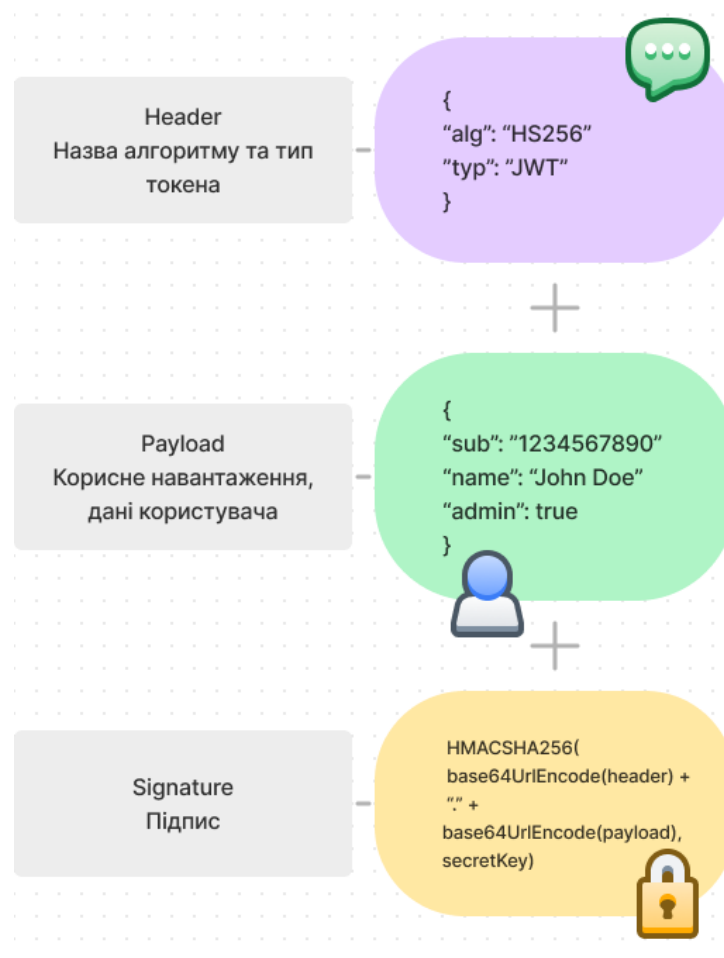 Header
Назва алгоритму та тип
токена
{
“alg”: “HS256”
“typ”: “JWT”
}
Payload
Корисне навантаження,
дані користувача
{
“sub”: “1234567890”
“name”: “John Doe”
“admin”: true
}
Signature
Підпис
HMACSHA256(
base64UrlEncode(header) +
“.” +
base64UrlEncode(payload),
secretKey)